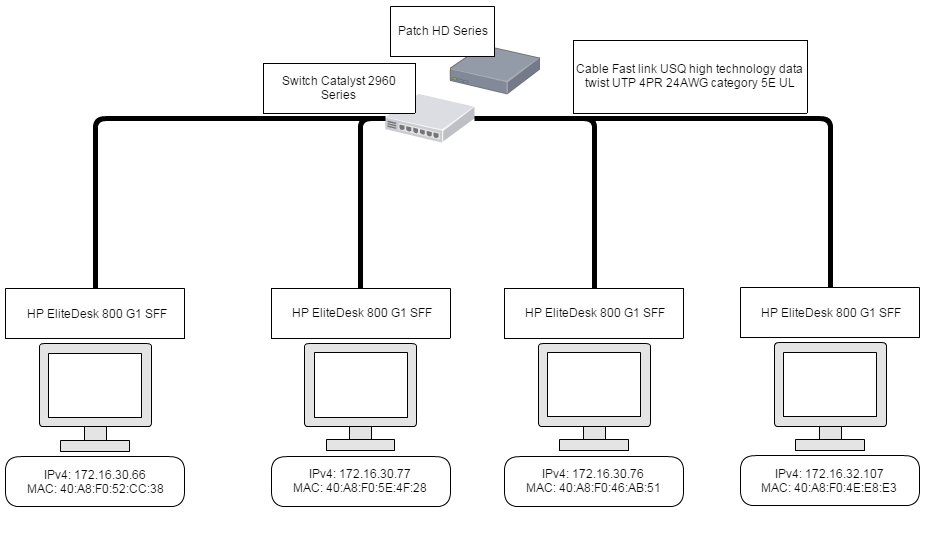 Patch HD Series
Switch Catalyst 2960
Series
Cable Fast link USQ high technology data
twist UTP 4PR 24AWG category 5E UL
HP EliteDesk 800 G1 SFF
HP EliteDesk 800 G1 SFF
HP EliteDesk 800 G1 SFF
HP EliteDesk 800 G1 SFF
IPv4: 172.16.30.66
MAC: 40:A8:F0:52:CC:38
IPv4: 172.16.30.77
MAC: 40:A8:F0:5E:4F:28
IPv4: 172.16.30.76
MAC: 40:A8:F0:46:AB:51
IPv4: 172.16.32.107
MAC: 40:A8:F0:4E:E8:E3